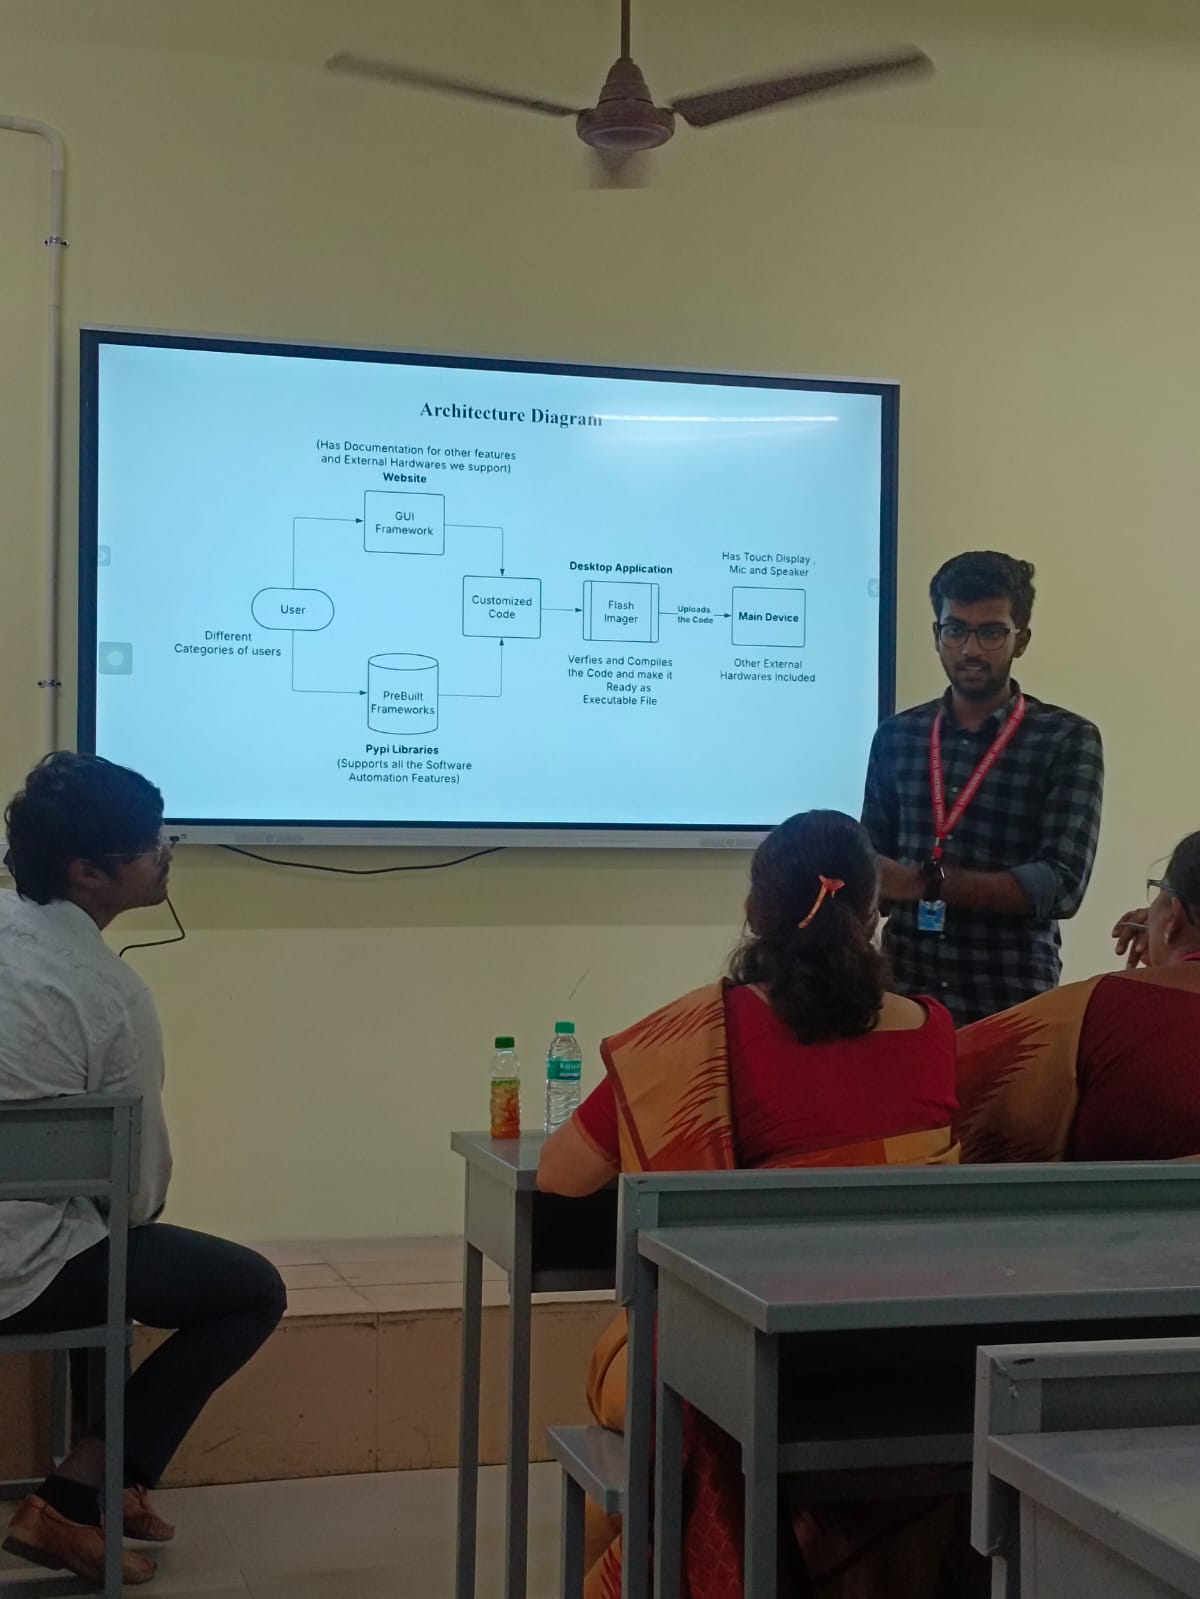 Architecture Diagram
(Has Documentation for other features
and External Hardwares we support)
Website
GUI
Framework
User
Different
Categories of users
Customized
Code
PreBuilt
Frameworks
Pypi Libraries
(Supports all the Software
Automation Features)
Desktop Application
Flash
Imager
Verfies and Compiles
the Code and make it
Ready as
Executable File
Uploads
the Code
Has Touch Display ,
Mic and Speaker
Main Device
Other External
Hardwares Included